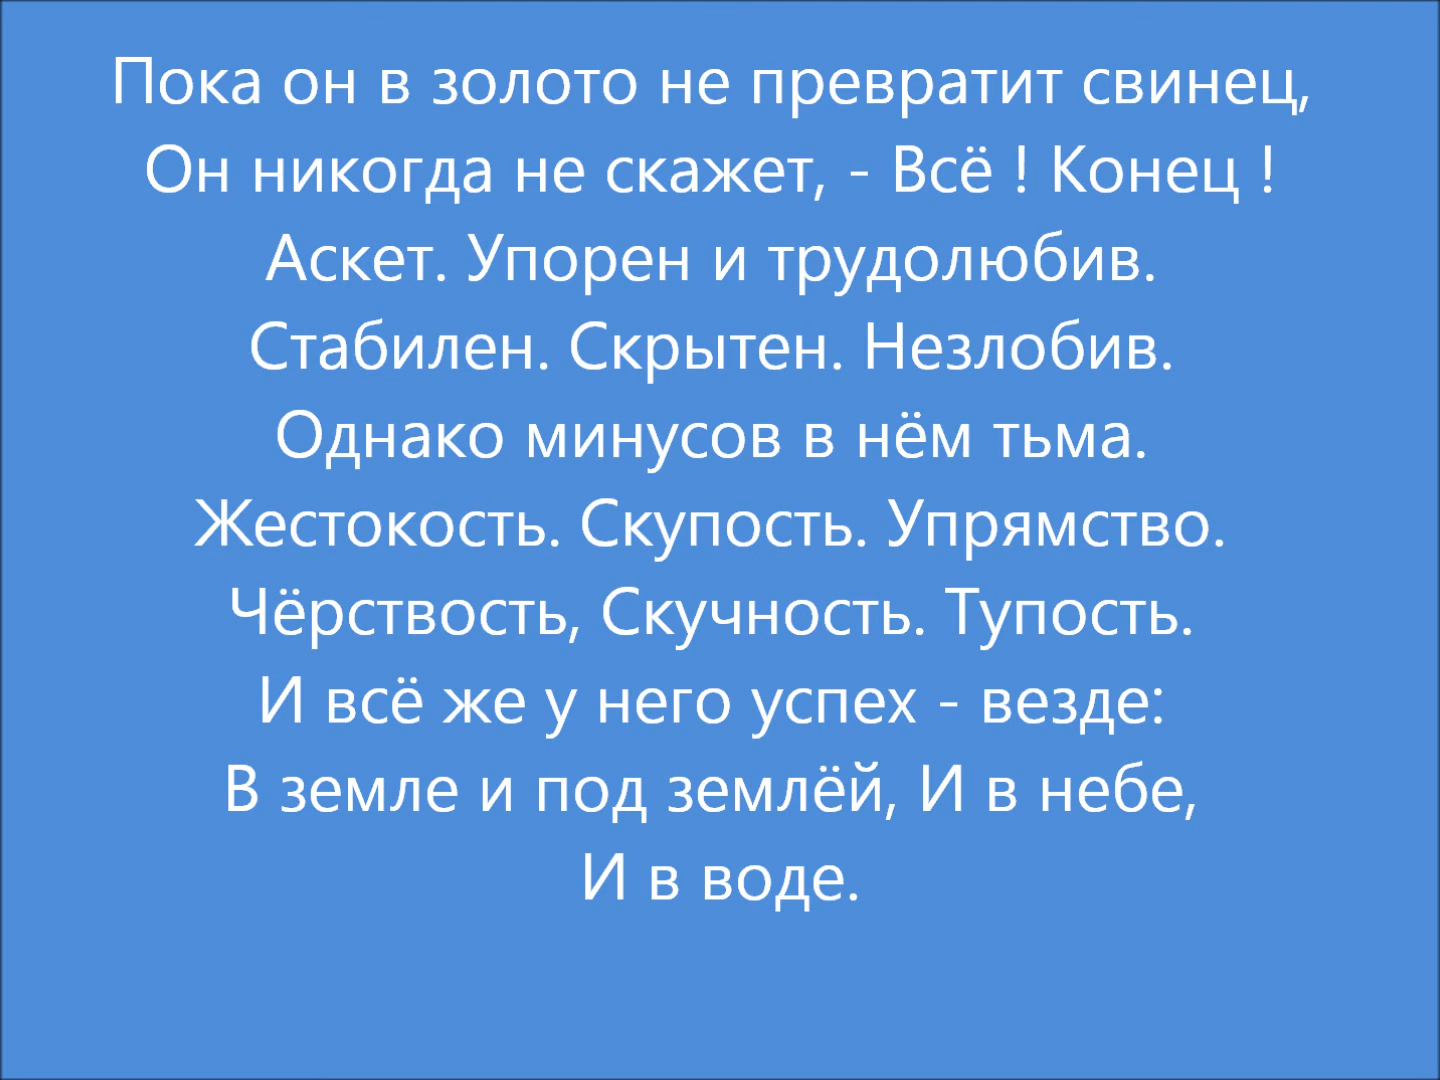 Пока он в золото не превратит свинец,
Он никогда не скажет, - Всё ! Конец !
Аскет. Упорен и трудолюбив.
Стабилен. Скрытен. Незлобив.
Однако минусов в нём тьма.
Жестокость. Скупость. Упрямство.
Чёрствость, Скучность. Тупость.
И всё же у него успех - везде:
В земле и под землёй, И в небе,
И в воде.